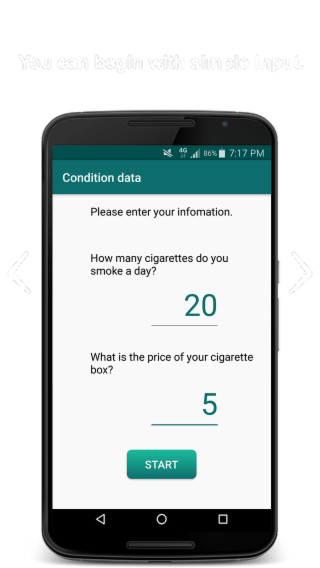 You can begin with simple input.
4G 86% 7:17 PM
Condition data
Please enter your infomation.
How many cigarettes do you
smoke a day?
20
What is the price of your cigarette
box?
5
START